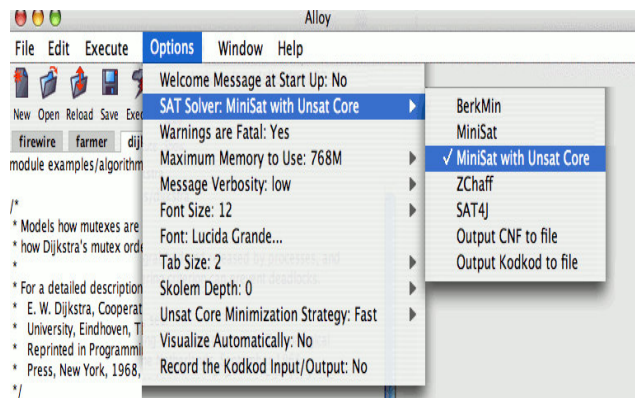 Alloy
File Edit Execute Options Window Help
New Open Reload Save Exec
firewire farmer dij
module examples/algorithm
/*
* Models how mutexes are
* how Dijkstra's mutex orde
*
* For a detailed description
* E. W. Dijkstra, Cooperat
* University, Eindhoven, T
* Reprinted in Programmi
* Press, New York, 1968,
*/
Welcome Message at Start Up: No
SAT Solver: MiniSat with Unsat Core
Warnings are Fatal: Yes
Maximum Memory to Use: 768M
Message Verbosity: low
Font Size: 12
Font: Lucida Grande...
Tab Size: 2
Skolem Depth: 0
Unsat Core Minimization Strategy: Fast
Visualize Automatically: No
Record the Kodkod Input/Output: No
BerkMin
MiniSat
✓ MiniSat with Unsat Core
ZChaff
SAT4J
Output CNF to file
Output Kodkod to file